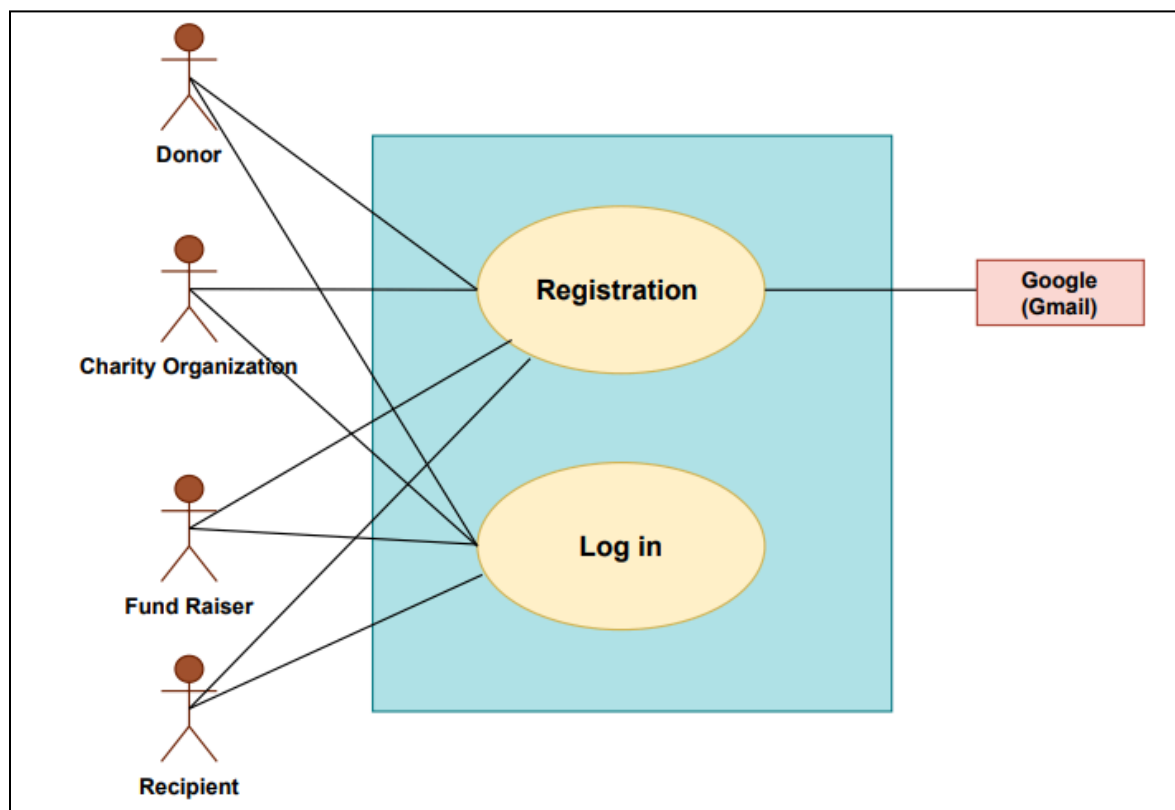 Donor
Registration
Google
(Gmail)
Charity Organization
Log in
Fund Raiser
Recipient